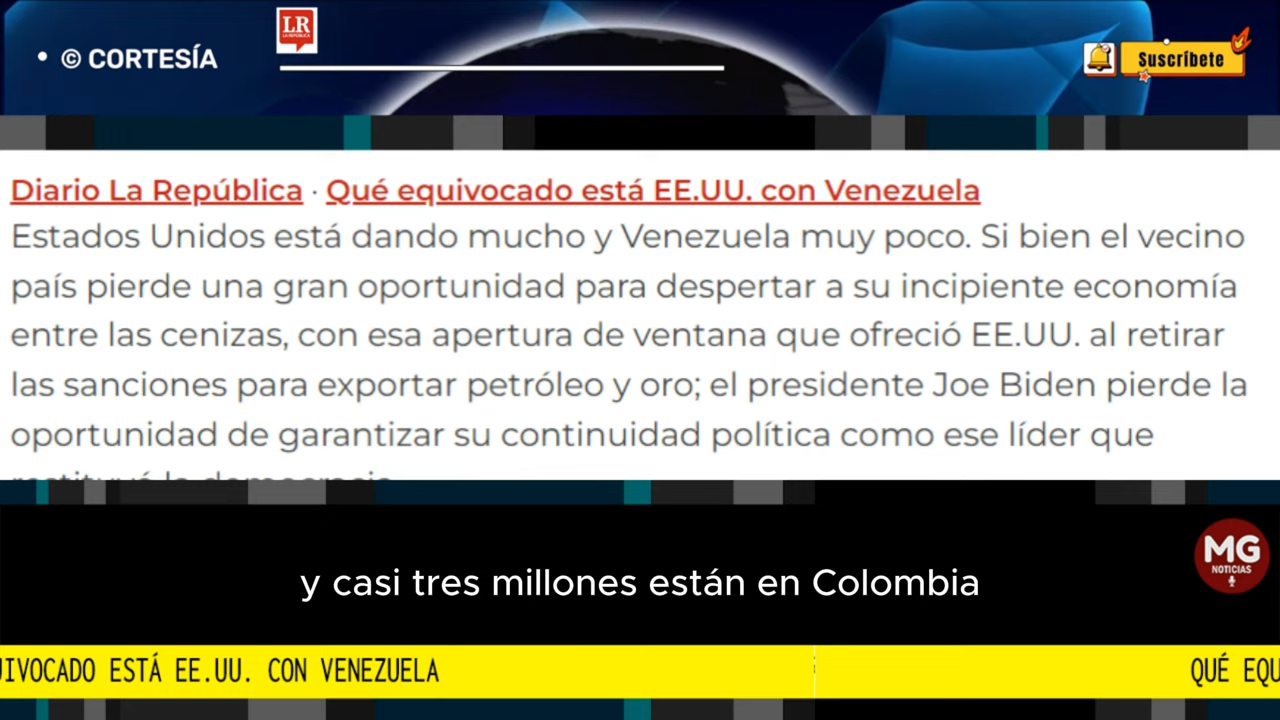 • © CORTESÍA
LR
LA REPÚBLICA
Suscríbete
Diario La República · Qué equivocado está EE.UU. con Venezuela
Estados Unidos está dando mucho y Venezuela muy poco. Si bien el vecino
país pierde una gran oportunidad para despertar a su incipiente economía
entre las cenizas, con esa apertura de ventana que ofreció EE.UU. al retirar
las sanciones para exportar petróleo y oro; el presidente Joe Biden pierde la
oportunidad de garantizar su continuidad política como ese líder que
MG
NOTICIAS
y casi tres millones están en Colombia
UIVOCADO ESTÁ EE.UU. CON VENEZUELA
QUÉ EQU